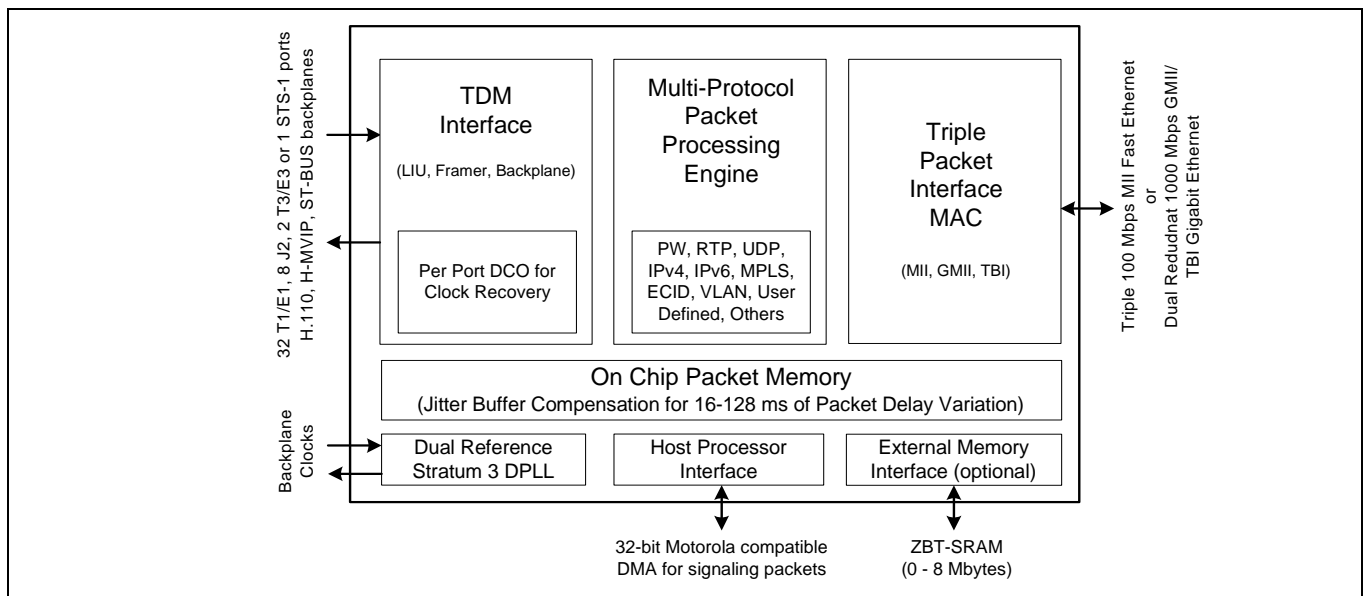 32 T1/E1, 8 J2, 2 T3/E3 or 1 STS-1 ports
H.110, H-MVIP, ST-BUS backplanes
TDM
Interface
(LIU, Framer, Backplane)
Per Port DCO for
Clock Recovery
Multi-Protocol
Packet
Processing
Engine
PW, RTP, UDP,
IPv4, IPv6, MPLS,
ECID, VLAN, User
Defined, Others
Triple
Packet
Interface
MAC
(MII, GMII, TBI)
Triple 100 Mbps MII Fast Ethernet
or
Dual Redudnat 1000 Mbps GMII/
TBI Gigabit Ethernet
On Chip Packet Memory
(Jitter Buffer Compensation for 16-128 ms of Packet Delay Variation)
Backplane
Clocks
Dual Reference
Stratum 3 DPLL
Host Processor
Interface
External Memory
Interface (optional)
32-bit Motorola compatible
DMA for signaling packets
ZBT-SRAM
(0 - 8 Mbytes)